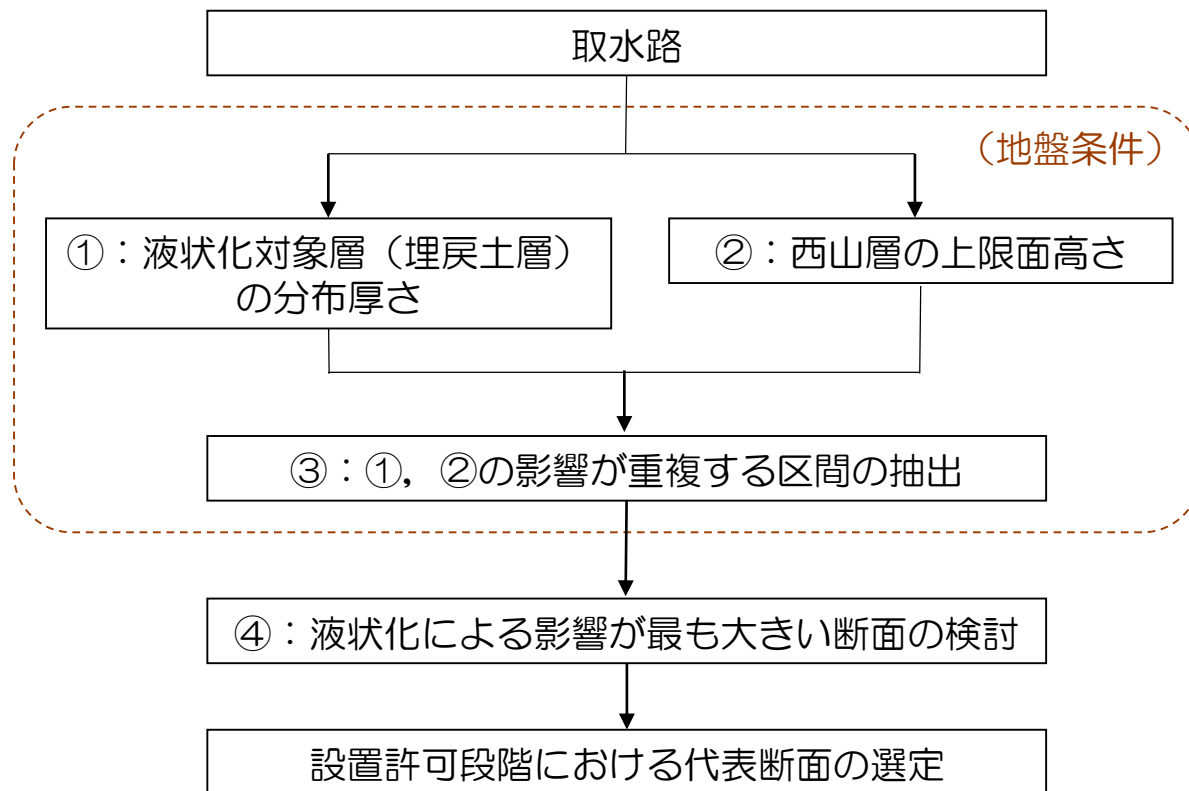 取水路
（地盤条件）
①：液状化対象層（埋戻土層）
の分布厚さ
②：西山層の上限面高さ
③：①，②の影響が重複する区間の抽出
④：液状化による影響が最も大きい断面の検討
設置許可段階における代表断面の選定